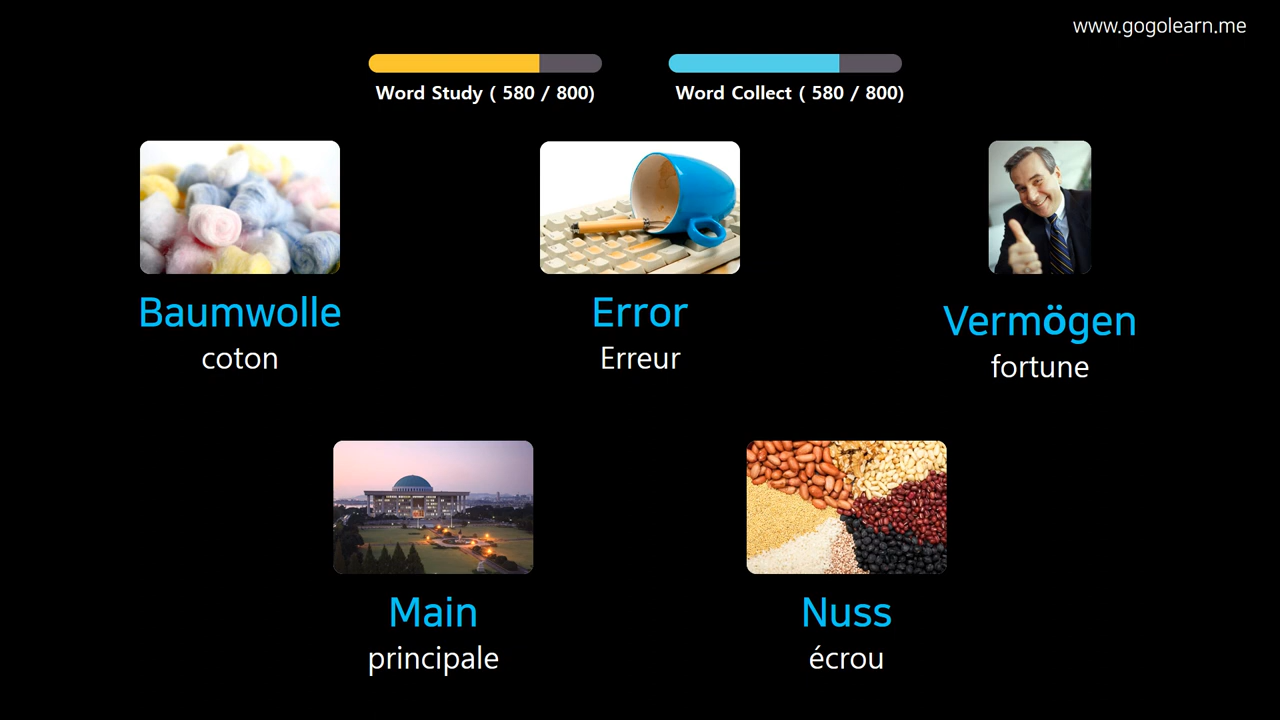 www.gogolearn.me
Word Study ( 580 / 800)
Word Collect ( 580 / 800)
Baumwolle
coton
Error
Erreur
Vermögen
fortune
Main
principale
Nuss
écrou